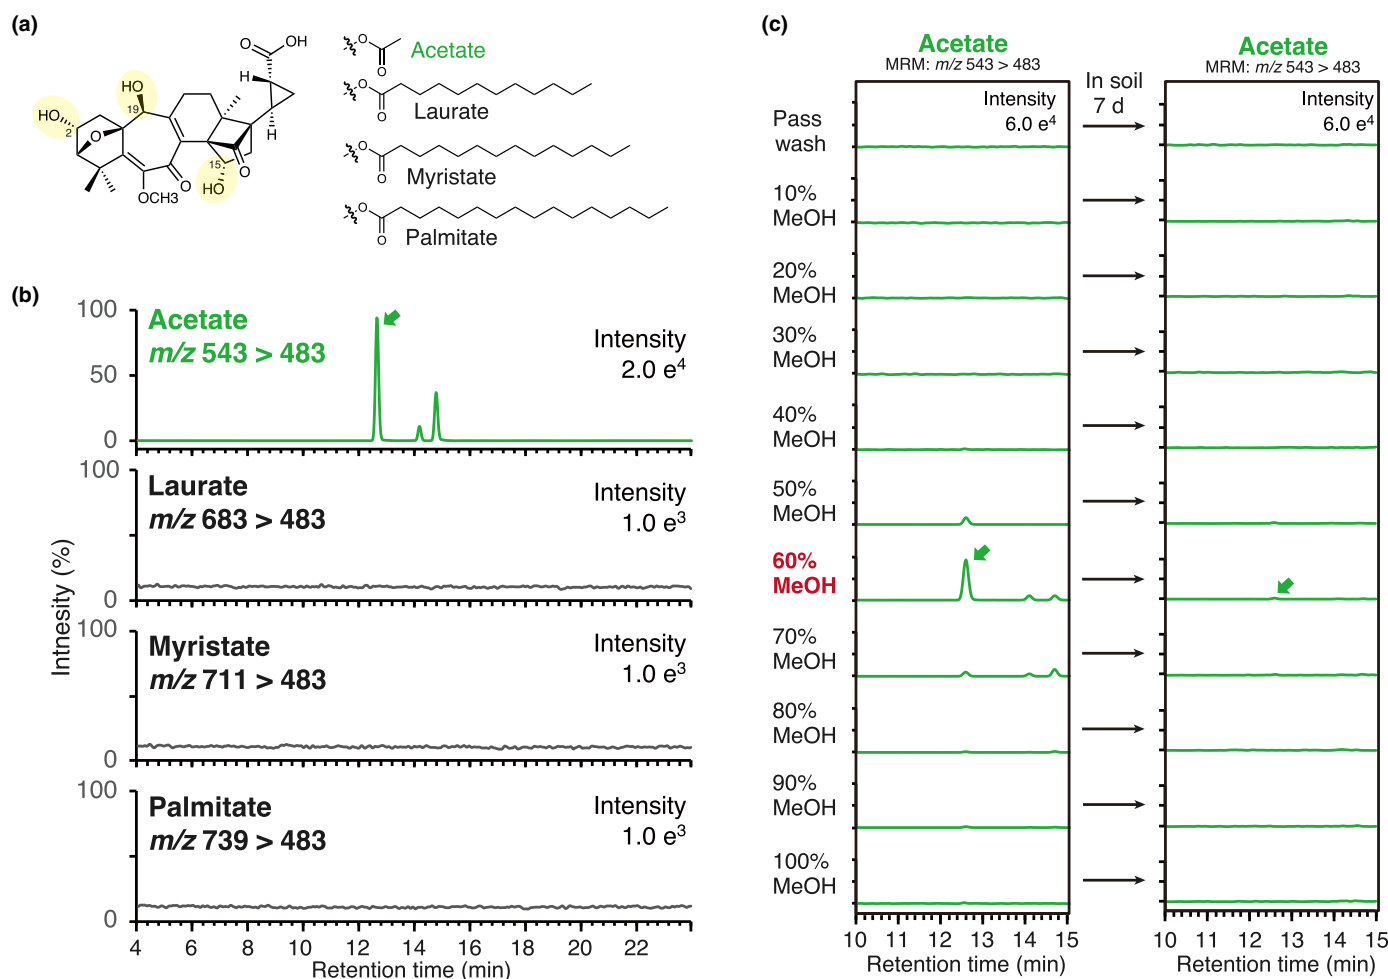 (a)
O
OH
H
H
HO
19
HO
2
O
15
HO
O
O
OCH3
O
O
Acetate
O
O
Laurate
O
O
Myristate
O
O
Palmitate
(b)
Intnesity (%)
100
50
0
Acetate
m/z 543 > 483
Intensity
2.0 e4
100
0
Laurate
m/z 683 > 483
Intensity
1.0 e3
100
0
Myristate
m/z 711 > 483
Intensity
1.0 e3
100
0
Palmitate
m/z 739 > 483
Intensity
1.0 e3
4 6 8 10 12 14 16 18 20 22
Retention time (min)
(c)
Acetate
MRM: m/z 543 > 483
In soil
7 d
Acetate
MRM: m/z 543 > 483
Intensity
6.0 e4
Intensity
6.0 e4
Pass
wash
10%
MeOH
20%
MeOH
30%
MeOH
40%
MeOH
50%
MeOH
60%
MeOH
70%
MeOH
80%
MeOH
90%
MeOH
100%
MeOH
10 11 12 13 14 15
Retention time (min)
10 11 12 13 14 15
Retention time (min)